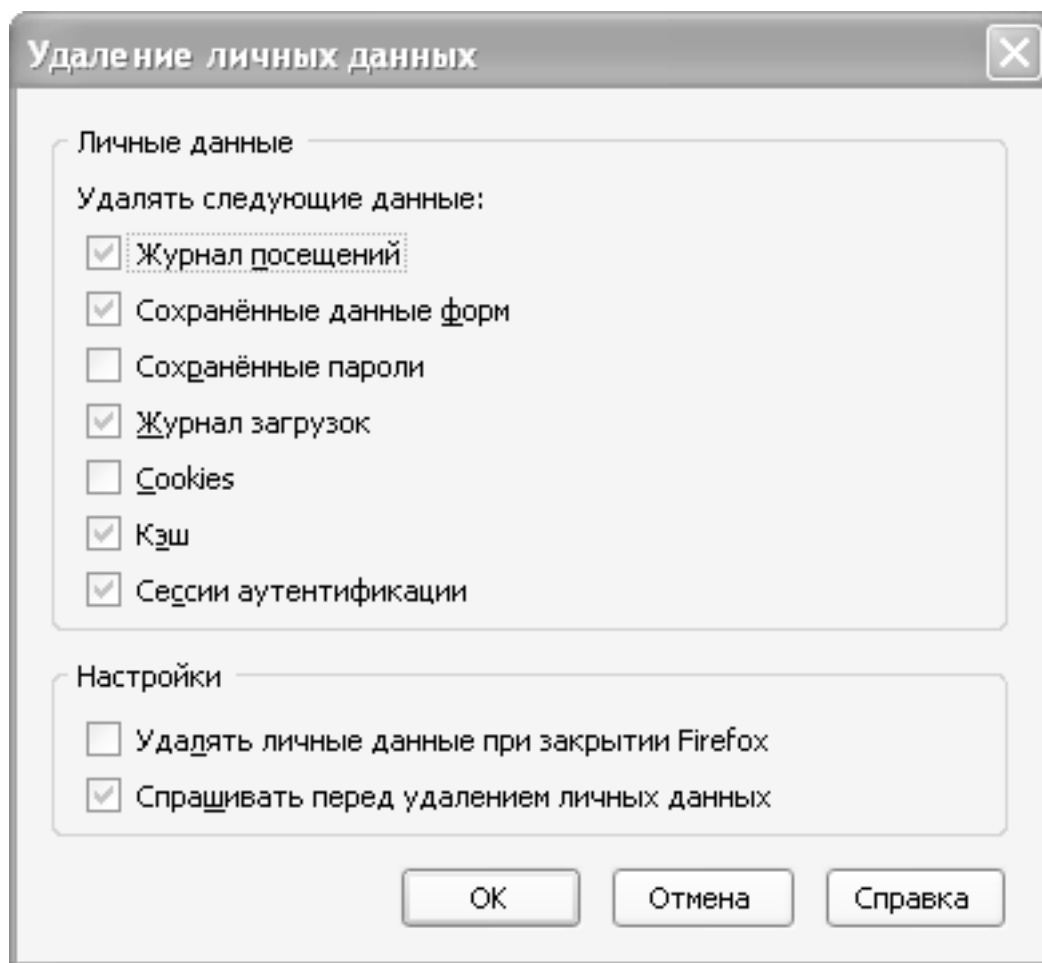 Удаление личных данных
Личные данные
Удалять следующие данные:
Журнал посещений
Сохранённые данные форм
Сохранённые пароли
Журнал загрузок
Cookies
Кэш
Сессии аутентификации
Настройки
Удалять личные данные при закрытии Firefox
Спрашивать перед удалением личных данных
ОК Отмена Справка